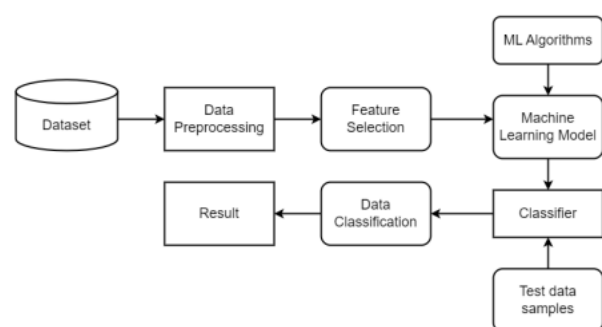 ML Algorithms
Dataset
Data
Preprocessing
Feature
Selection
Machine
Learning Model
Result
Data
Classification
Classifier
Test data
samples